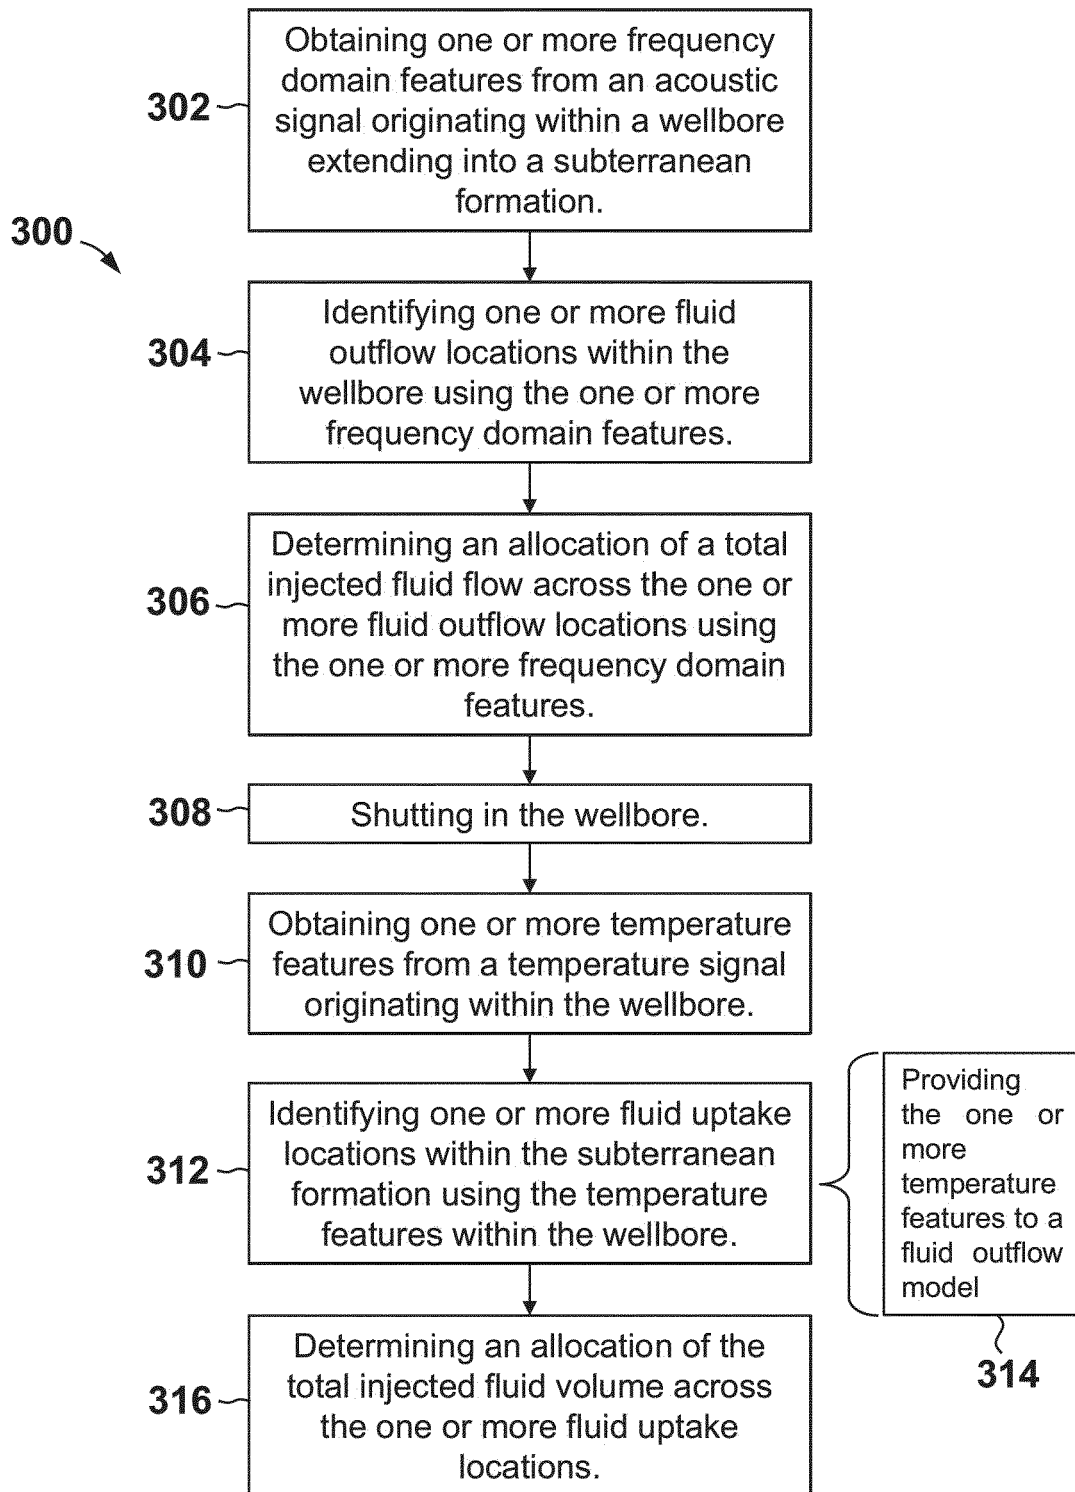 Obtaining one or more frequency
domain features from an acoustic
signal originating within a wellbore
extending into a subterranean
formation.
302
300
Identifying one or more fluid
outflow locations within the
wellbore using the one or more
frequency domain features.
304
Determining an allocation of a total
injected fluid flow across the one or
more fluid outflow locations using
the one or more frequency domain
features.
306
308
Shutting in the wellbore.
Obtaining one or more temperature
features from a temperature signal
originating within the wellbore.
310
Identifying one or more fluid uptake
locations within the subterranean
formation using the temperature
features within the wellbore.
312
Providing
the one or
more
temperature
features to a
fluid outflow
model
314
Determining an allocation of the
total injected fluid volume across
the one or more fluid uptake
locations.
316